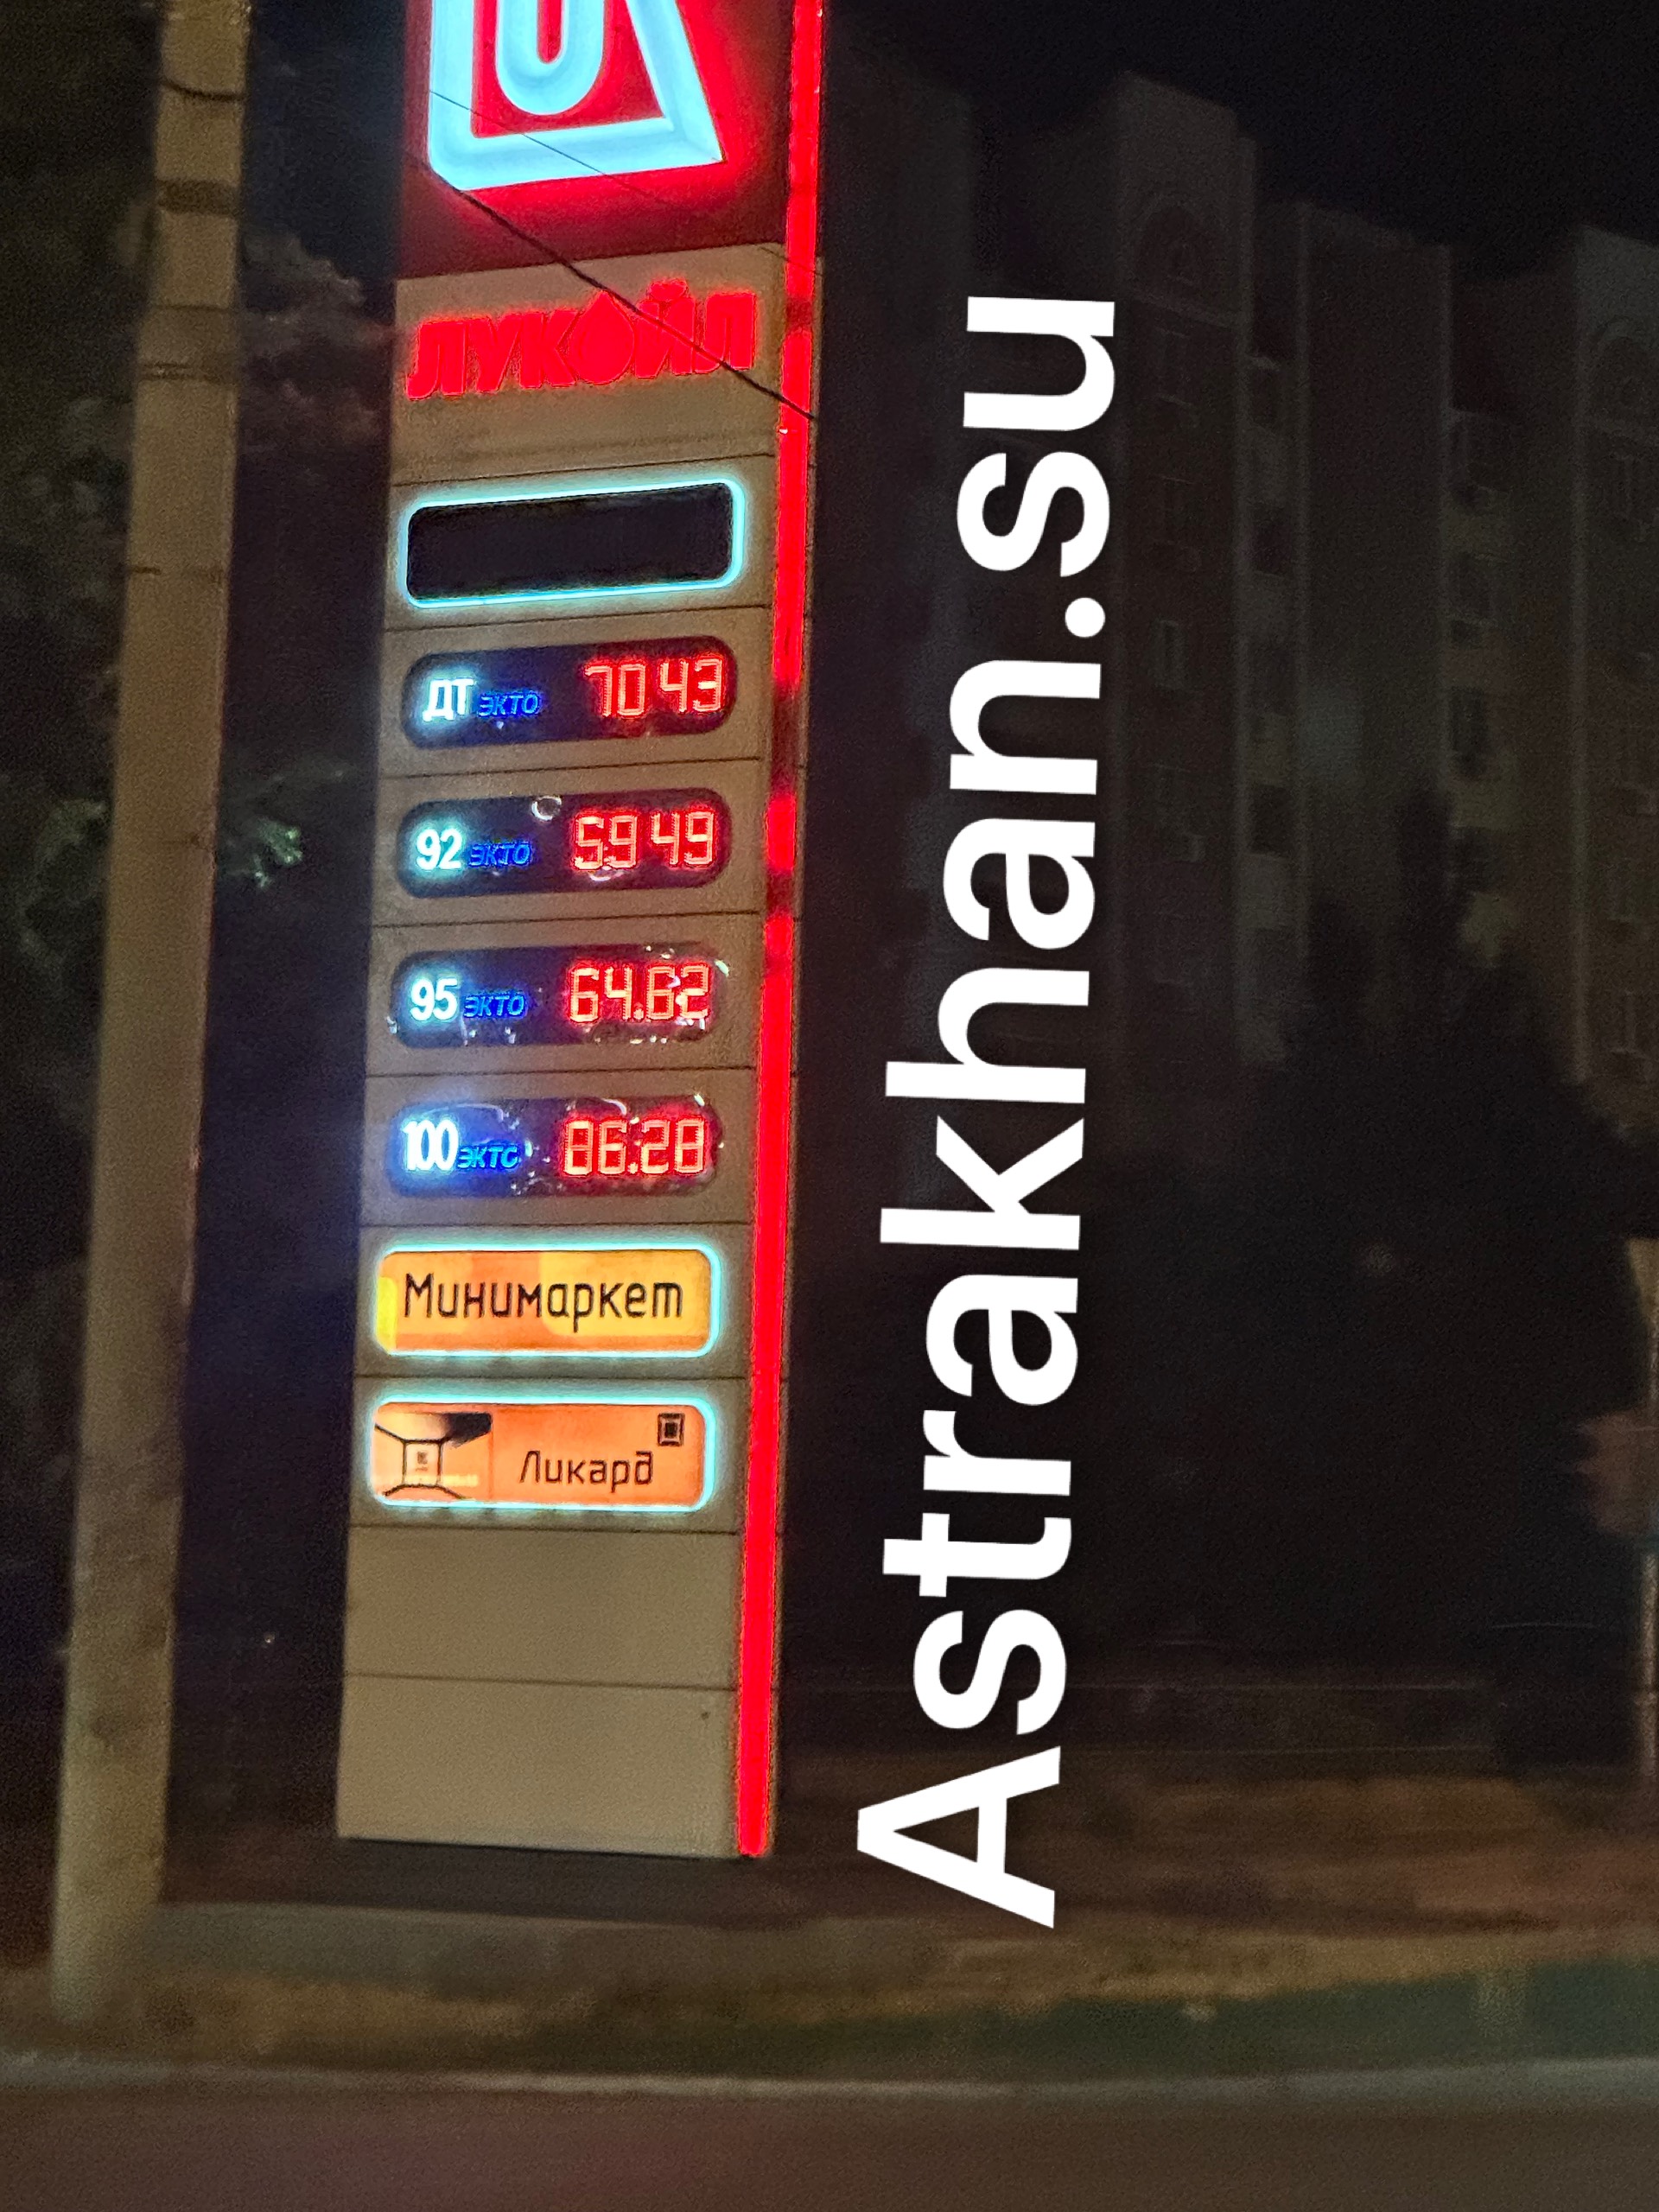 ЛУКОЙЛ
ДТ ЭКТО 70 43
92 ЭКТО 59 49
95 ЭКТО 64.62
100 ЭКТО 86.28
Минимаркет
Ликард
Astrakhan.su